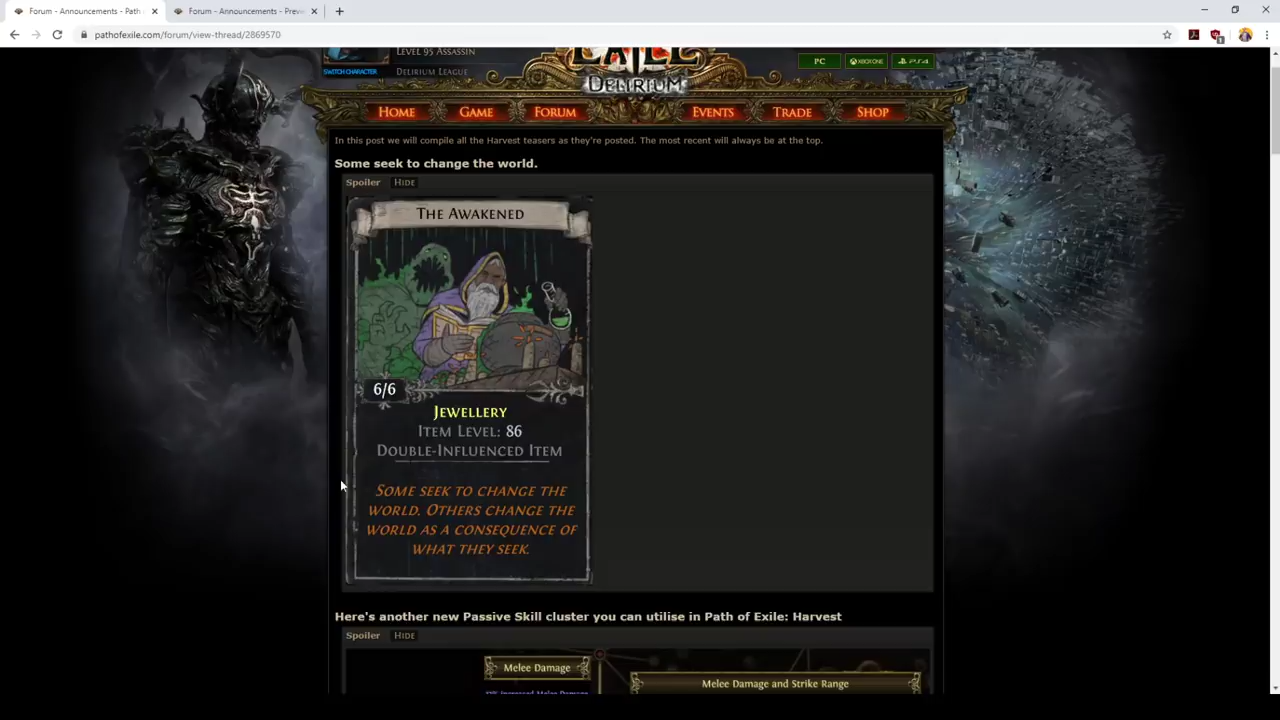 Forum - Announcements - Path
Forum - Announcements - Prev
pathofexile.com/forum/view-thread/2869570
LEVEL 95 ASSASSIN
SWITCH CHARACTER
DELIRIUM LEAGUE
DELIRIUM
PC
XBOX ONE
PS4
HOME GAME FORUM EVENTS TRADE SHOP
In this post we will compile all the Harvest teasers as they're posted. The most recent will always be at the top.
Some seek to change the world.
Spoiler HIDE
THE AWAKENED
6/6
JEWELLERY
ITEM LEVEL: 86
DOUBLE-INFLUENCED ITEM
SOME SEEK TO CHANGE THE
WORLD. OTHERS CHANGE THE
WORLD AS A CONSEQUENCE OF
WHAT THEY SEEK.
Here's another new Passive Skill cluster you can utilise in Path of Exile: Harvest
Spoiler HIDE
Melee Damage
Melee Damage and Strike Range